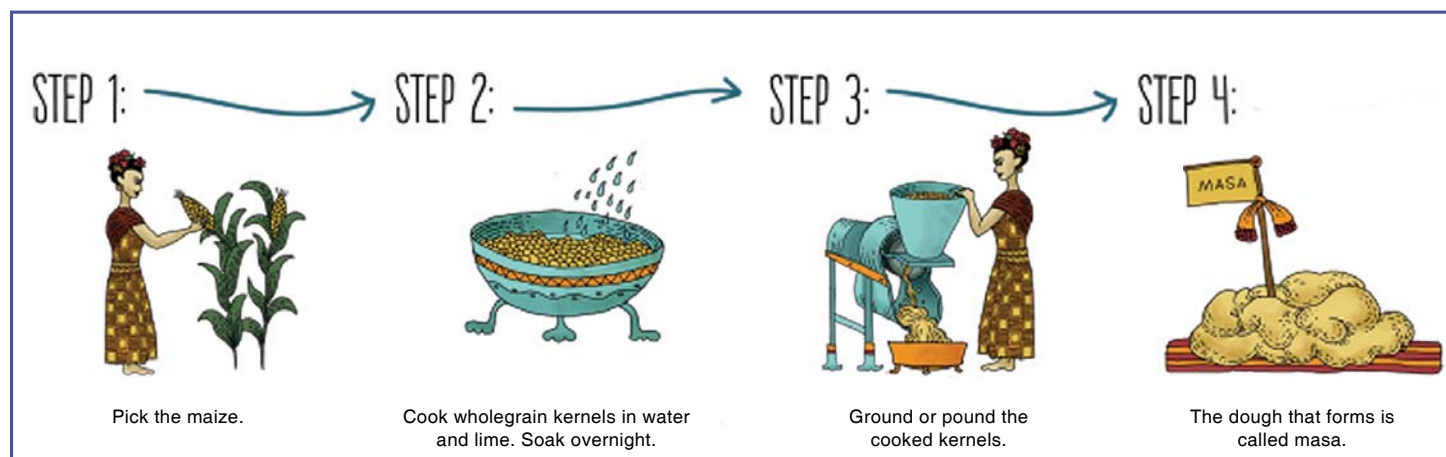 STEP 1:
STEP 2:
STEP 3:
STEP 4:
MASA
Pick the maize.
Cook wholegrain kernels in water
and lime. Soak overnight.
Ground or pound the
cooked kernels.
The dough that forms is
called masa.